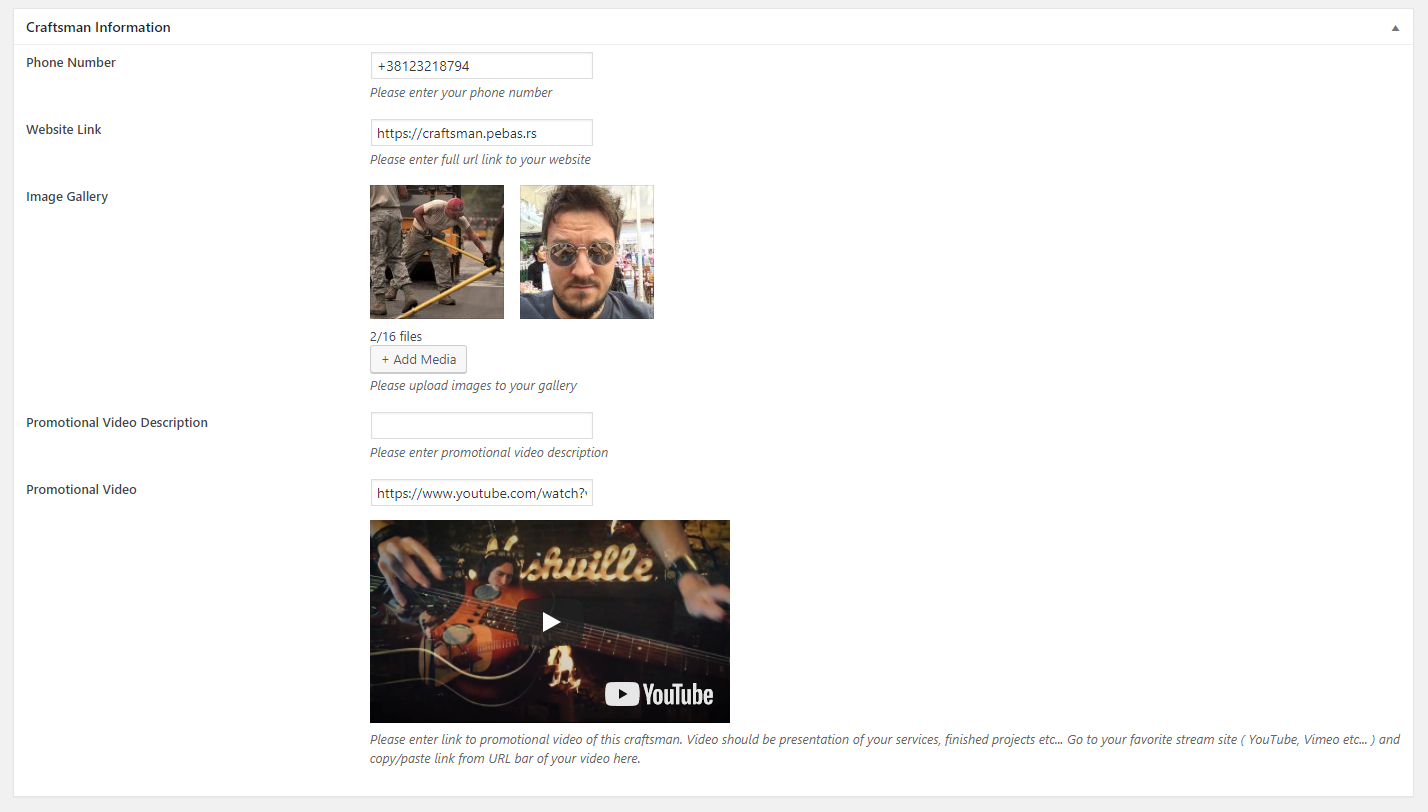 Craftsman Information
Phone Number
+38123218794
Please enter your phone number
Website Link
https://craftsman.pebas.rs
Please enter full url link to your website
Image Gallery
2/16 files
+ Add Media
Please upload images to your gallery
Promotional Video Description
Please enter promotional video description
Promotional Video
https://www.youtube.com/watch?
Nashville
YouTube
Please enter link to promotional video of this craftsman. Video should be presentation of your services, finished projects etc... Go to your favorite stream site ( YouTube, Vimeo etc... ) and
copy/paste link from URL bar of your video here.